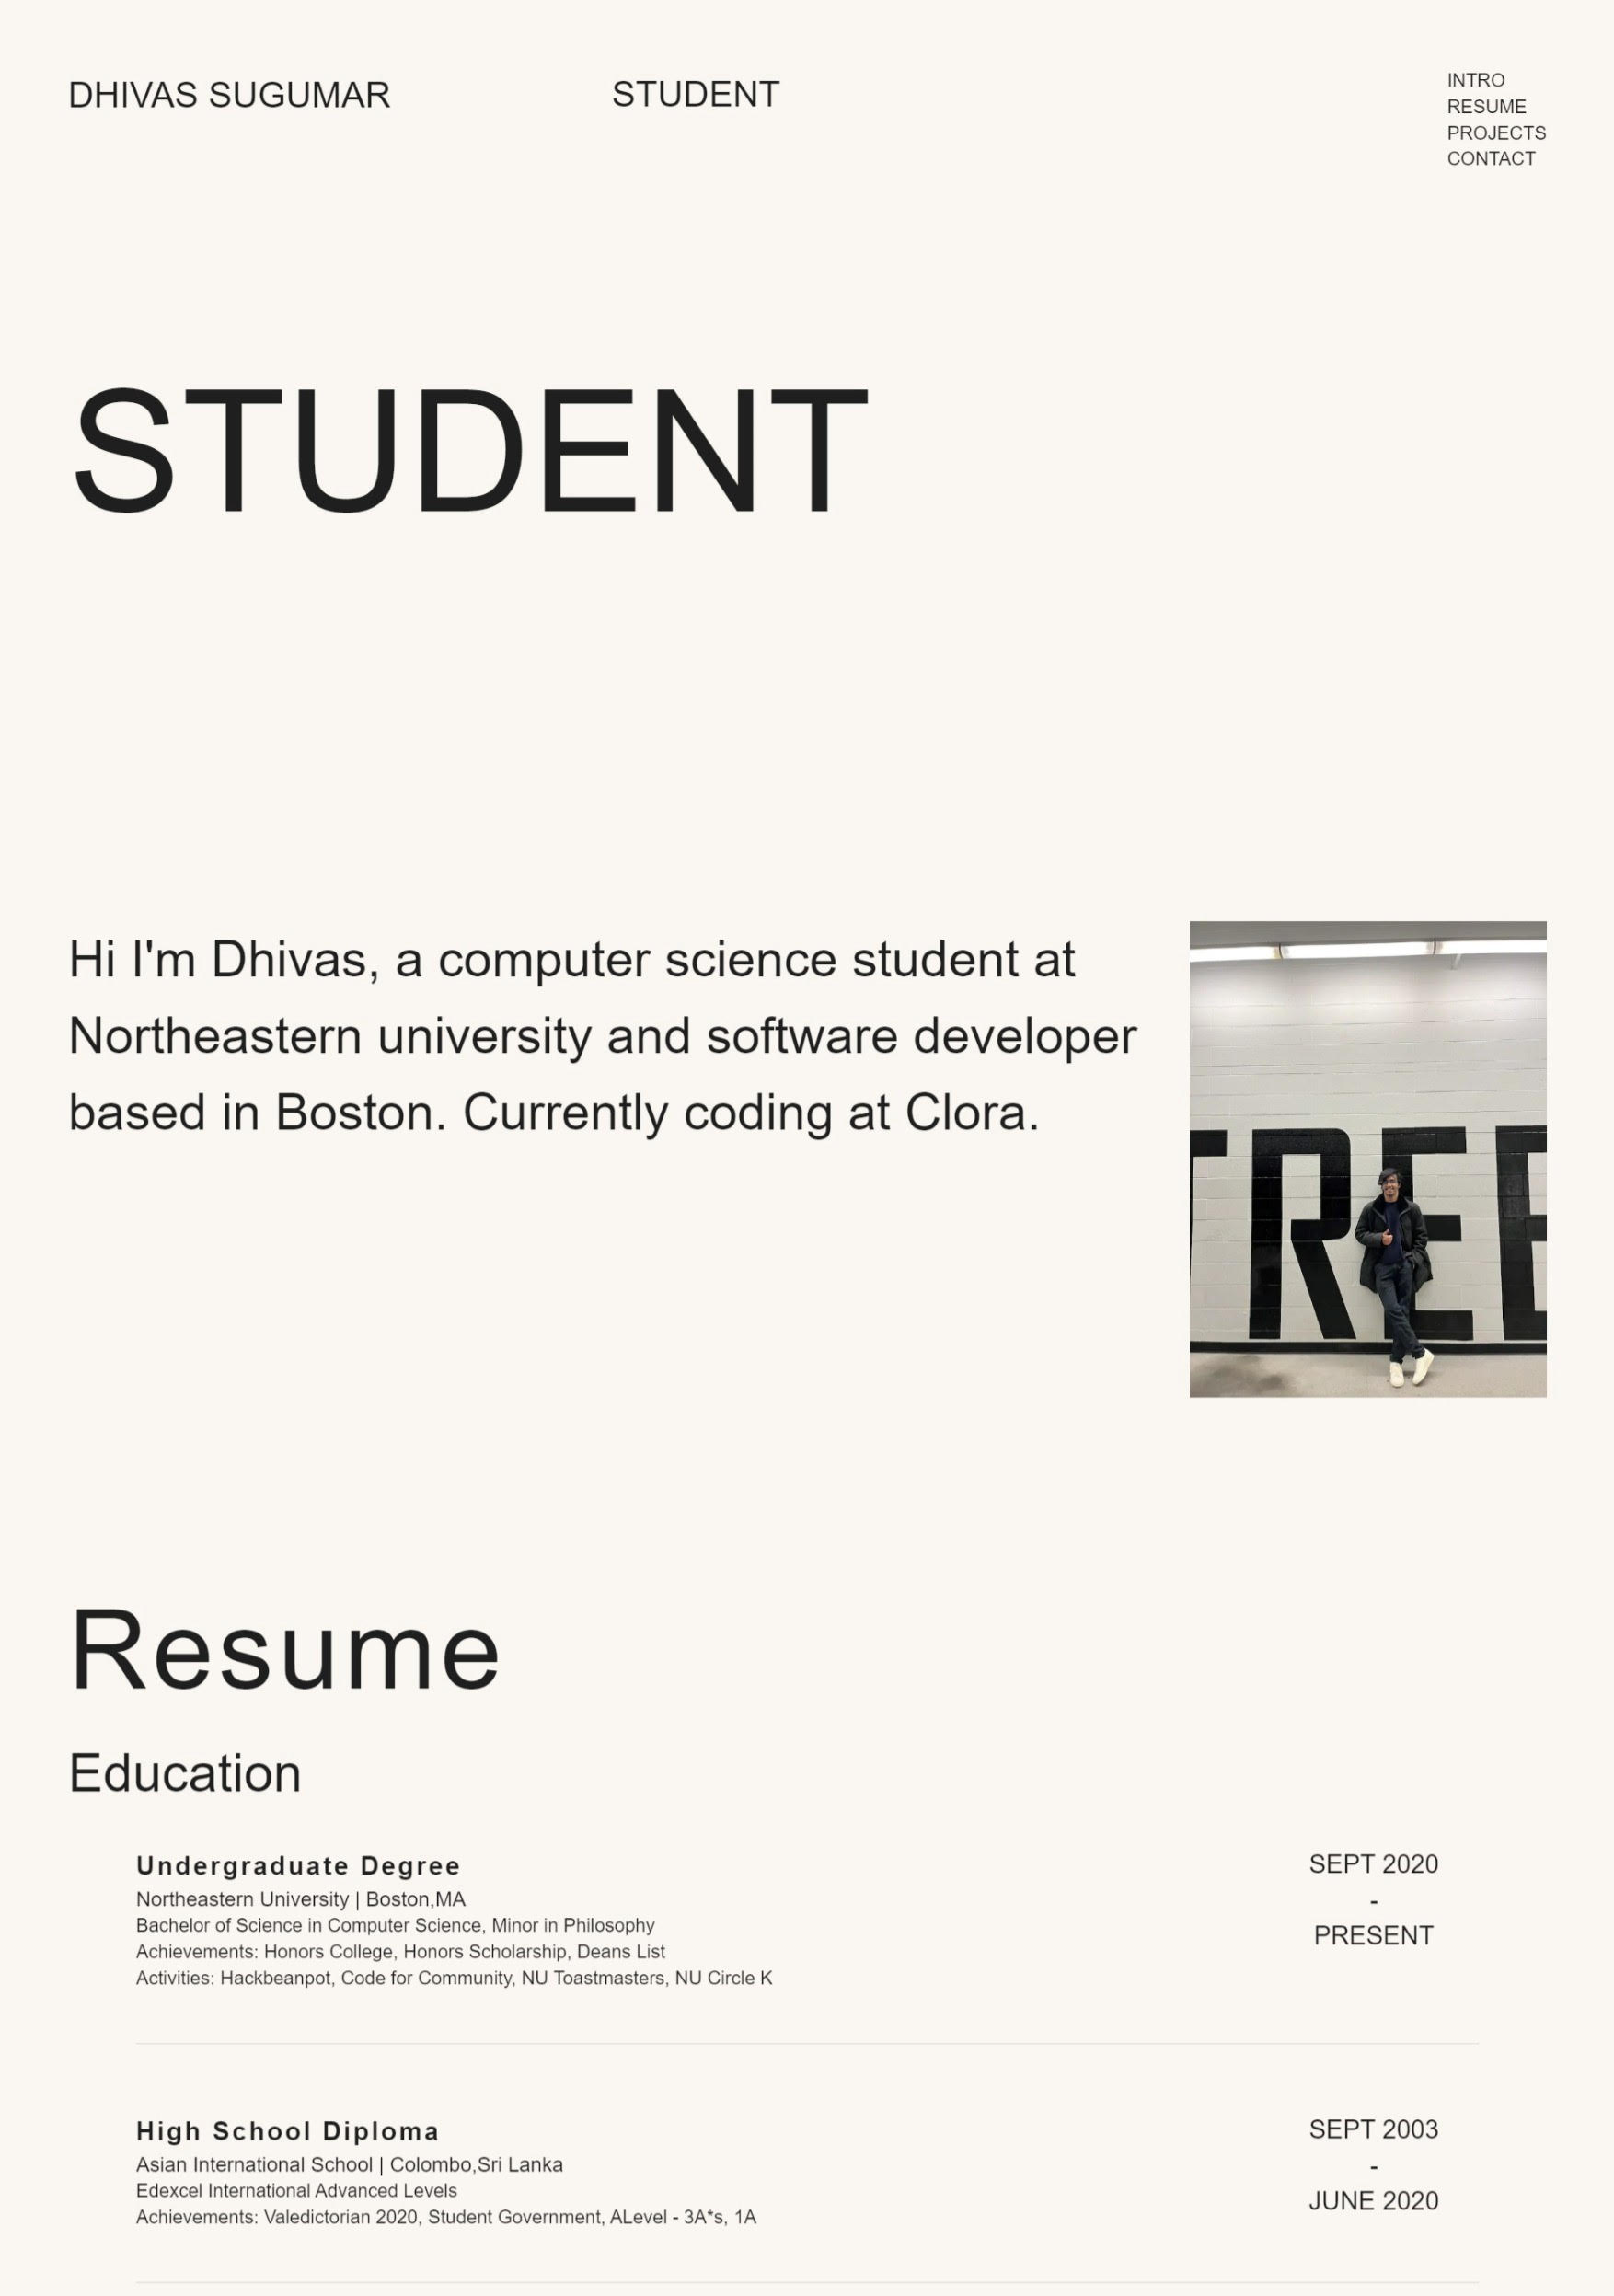 DHIVAS SUGUMAR
STUDENT
INTRO
RESUME
PROJECTS
CONTACT
STUDENT
Hi I'm Dhivas, a computer science student at
Northeastern university and software developer
based in Boston. Currently coding at Clora.
TREE
Resume
Education
Undergraduate Degree
Northeastern University | Boston,MA
Bachelor of Science in Computer Science, Minor in Philosophy
Achievements: Honors College, Honors Scholarship, Deans List
Activities: Hackbeanpot, Code for Community, NU Toastmasters, NU Circle K
SEPT 2020
-
PRESENT
High School Diploma
Asian International School | Colombo,Sri Lanka
Edexcel International Advanced Levels
Achievements: Valedictorian 2020, Student Government, ALevel - 3A*s, 1A
SEPT 2003
-
JUNE 2020